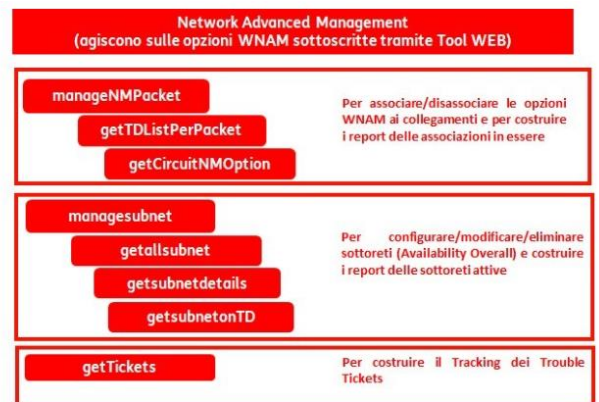 Network Advanced Management
(agiscono sulle opzioni WNAM sottoscritte tramite Tool WEB)
manageNMPacket
getTDListPerPacket
getCircuitNMOption
Per associare/disassociare le opzioni
WNAM ai collegamenti e per costruire
i report delle associazioni in essere
managesubnet
getallsubnet
getsubnetdetails
getsubnetonTD
Per configurare/modificare/eliminare
sottoreti (Availability Overall) e costruire
i report delle sottoreti attive
getTickets
Per costruire il Tracking dei Trouble
Tickets